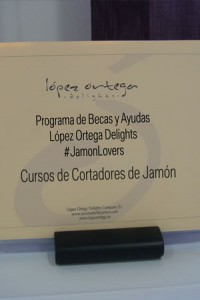 lópez ortega
delights
Programa de Becas y Ayudas
López Ortega Delights
#JamonLovers
Cursos de Cortadores de Jamón